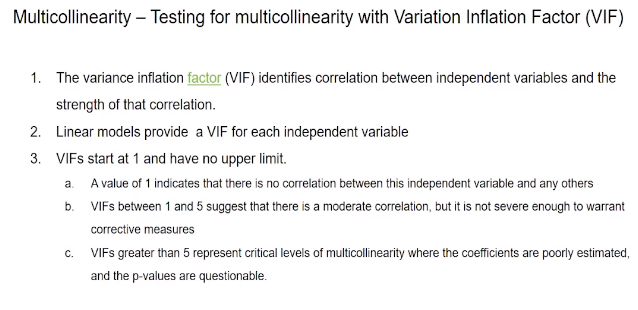 Multicollinearity – Testing for multicollinearity with Variation Inflation Factor (VIF)
1. The variance inflation factor (VIF) identifies correlation between independent variables and the
strength of that correlation.
2. Linear models provide a VIF for each independent variable
3. VIFs start at 1 and have no upper limit.
a. A value of 1 indicates that there is no correlation between this independent variable and any others
b. VIFs between 1 and 5 suggest that there is a moderate correlation, but it is not severe enough to warrant
corrective measures
c. VIFs greater than 5 represent critical levels of multicollinearity where the coefficients are poorly estimated,
and the p-values are questionable.